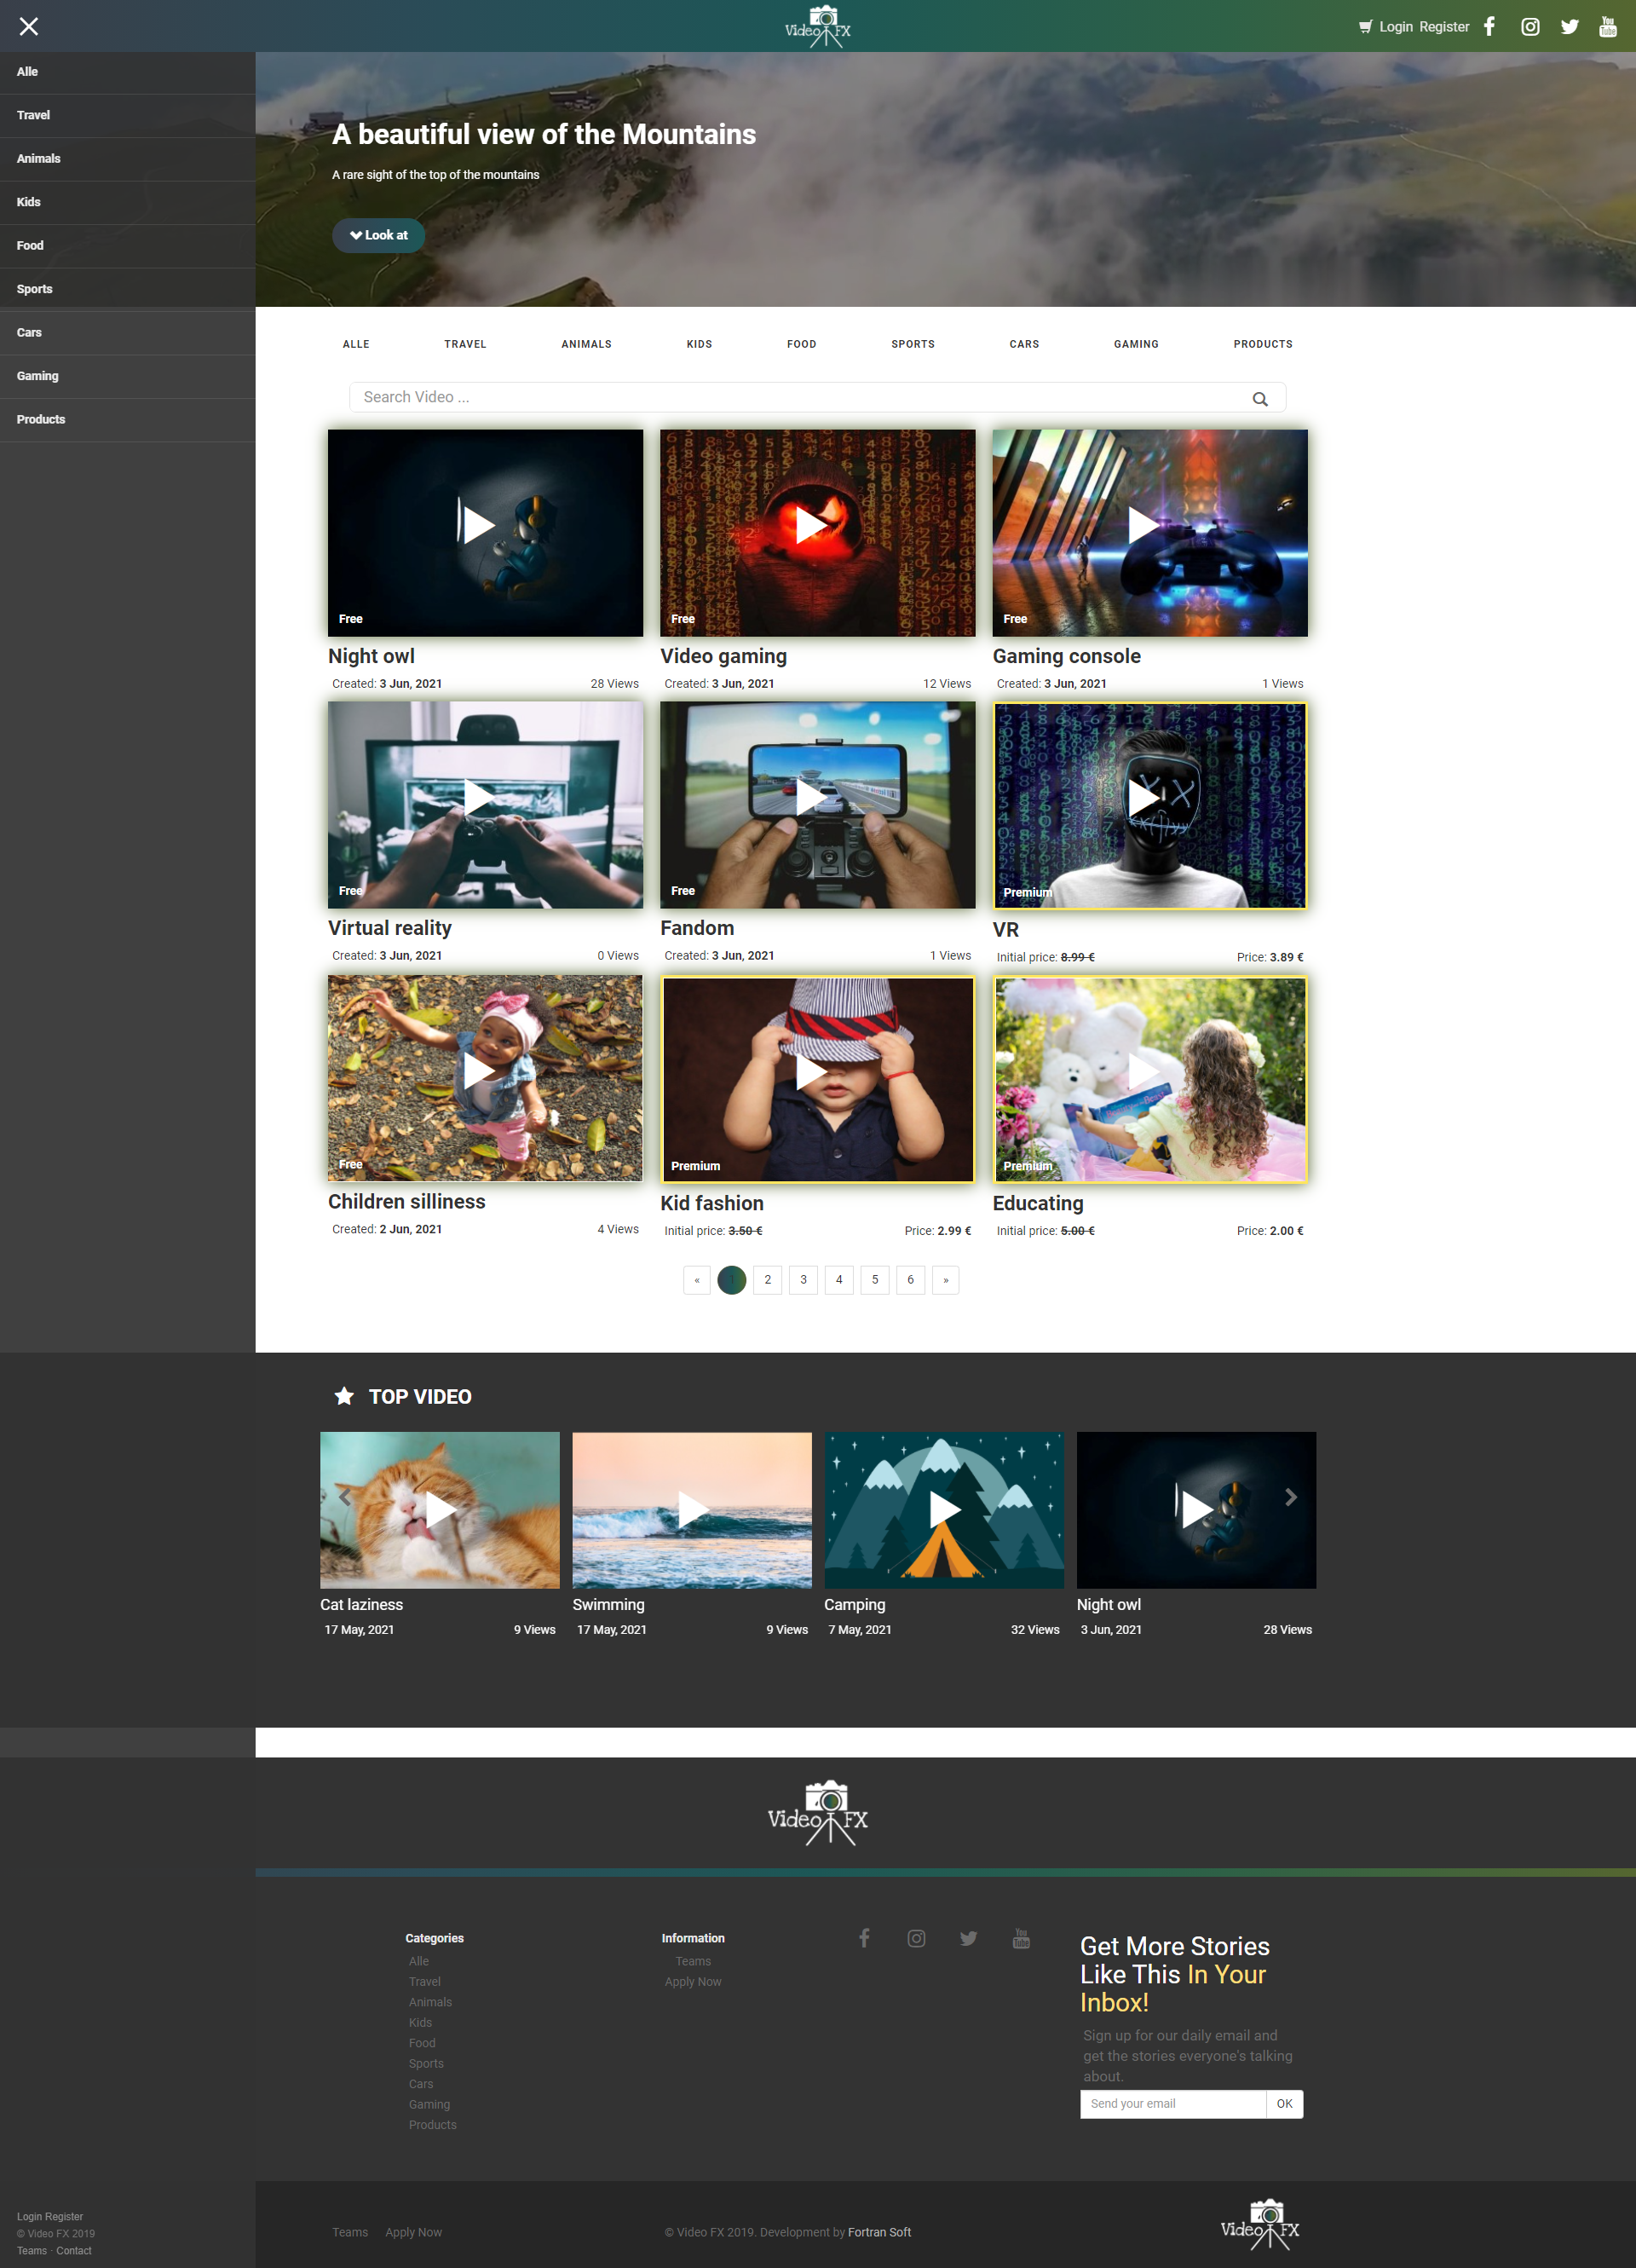 Video FX
Login Register
You Tube
Alle
Travel
Animals
Kids
Food
Sports
Cars
Gaming
Products
A beautiful view of the Mountains
A rare sight of the top of the mountains
Look at
ALLE TRAVEL ANIMALS KIDS FOOD SPORTS CARS GAMING PRODUCTS
Search Video ...
Free Free Free
Night owl Video gaming Gaming console
Created: 3 Jun, 2021 28 Views Created: 3 Jun, 2021 12 Views Created: 3 Jun, 2021 1 Views
Free Free Premium
Virtual reality Fandom VR
Created: 3 Jun, 2021 0 Views Created: 3 Jun, 2021 1 Views Initial price: 8.99 € Price: 3.89 €
Free Premium Premium
Children silliness Kid fashion Educating
Created: 2 Jun, 2021 4 Views Initial price: 3.50 € Price: 2.99 € Initial price: 5.00 € Price: 2.00 €
« 1 2 3 4 5 6 »
TOP VIDEO
Cat laziness Swimming Camping Night owl
17 May, 2021 9 Views 17 May, 2021 9 Views 7 May, 2021 32 Views 3 Jun, 2021 28 Views
Video FX
Categories
Alle
Travel
Animals
Kids
Food
Sports
Cars
Gaming
Products
Information
Teams
Apply Now
You Tube
Get More Stories
Like This In Your
Inbox!
Sign up for our daily email and
get the stories everyone's talking
about.
Send your email OK
Login Register
© Video FX 2019
Teams · Contact
Teams Apply Now
© Video FX 2019. Development by Fortran Soft
Video FX